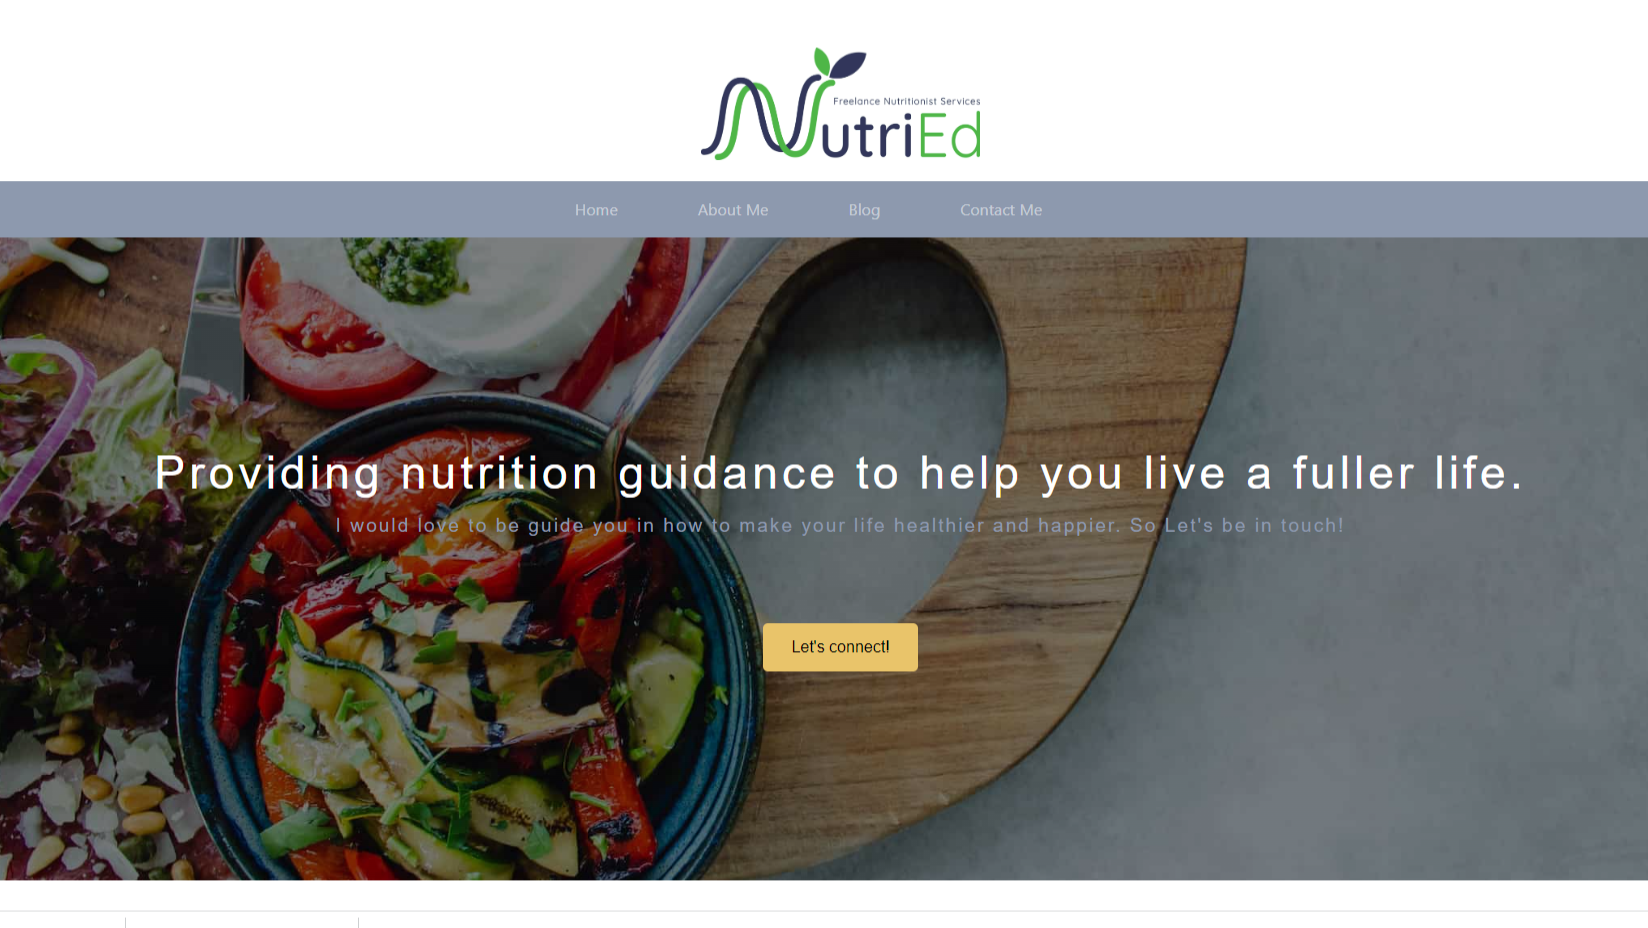 Freelance Nutritionist Services
NutriEd
Home About Me Blog Contact Me
Providing nutrition guidance to help you live a fuller life.
I would love to be guide you in how to make your life healthier and happier. So Let's be in touch!
Let's connect!